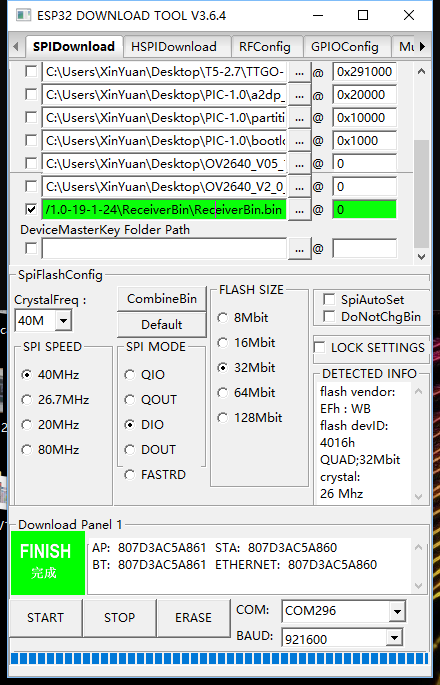 ESP32 DOWNLOAD TOOL V3.6.4
SPIDownload HSPIDownload RFConfig GPIOConfig Mu
C:\Users\XinYuan\Desktop\T5-2.7\TTGO- ... @ 0x291000
C:\Users\XinYuan\Desktop\PIC-1.0\a2dp_ ... @ 0x20000
C:\Users\XinYuan\Desktop\PIC-1.0\partiti ... @ 0x10000
C:\Users\XinYuan\Desktop\PIC-1.0\bootlo ... @ 0x1000
C:\Users\XinYuan\Desktop\OV2640_V05_ ... @ 0
C:\Users\XinYuan\Desktop\OV2640_V2_0_ ... @ 0
/1.0-19-1-24\ReceiverBin\ReceiverBin.bin ... @ 0
DeviceMasterKey Folder Path
... @
SpiFlashConfig
CrystalFreq :
40M
CombineBin
Default
SPI SPEED
40MHz
26.7MHz
20MHz
80MHz
SPI MODE
QIO
QOUT
DIO
DOUT
FASTRD
FLASH SIZE
8Mbit
16Mbit
32Mbit
64Mbit
128Mbit
SpiAutoSet
DoNotChgBin
LOCK SETTINGS
DETECTED INFO
flash vendor:
EFh : WB
flash devID:
4016h
QUAD;32Mbit
crystal:
26 Mhz
Download Panel 1
FINISH
完成
AP: 807D3AC5A861 STA: 807D3AC5A860
BT: 807D3AC5A861 ETHERNET: 807D3AC5A860
START STOP ERASE
COM: COM296
BAUD: 921600